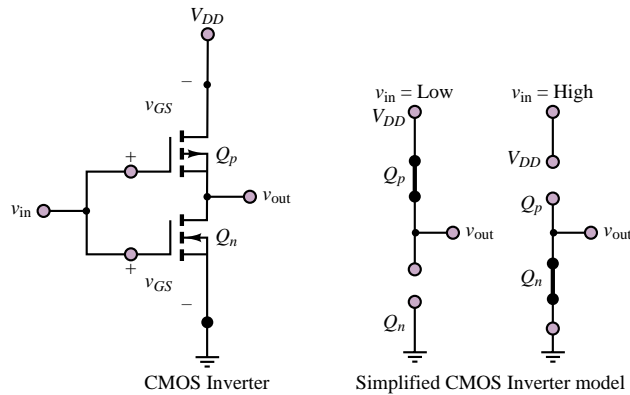 V_DD
−
v_GS
Q_p
+
v_in
v_out
Q_n
+
v_GS
−
CMOS Inverter
v_in = Low
V_DD
Q_p
v_out
Q_n
v_in = High
V_DD
Q_p
v_out
Q_n
Simplified CMOS Inverter model